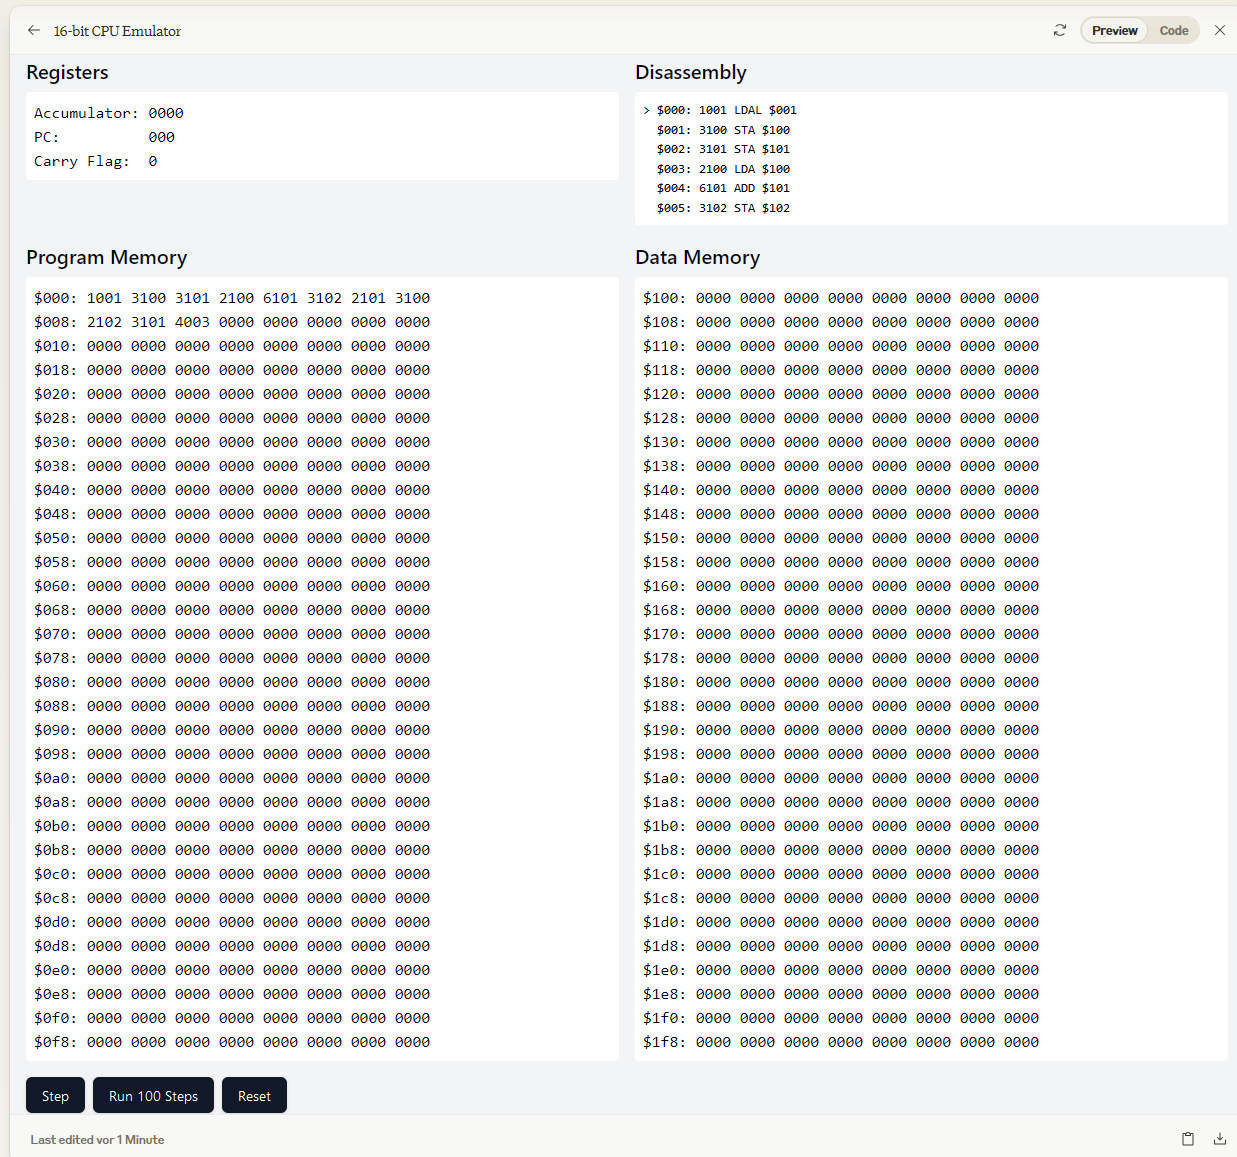 16-bit CPU Emulator
Preview Code
Registers
Accumulator: 0000
PC: 000
Carry Flag: 0
Disassembly
> $000: 1001 LDAL $001
$001: 3100 STA $100
$002: 3101 STA $101
$003: 2100 LDA $100
$004: 6101 ADD $101
$005: 3102 STA $102
Program Memory
$000: 1001 3100 3101 2100 6101 3102 2101 3100
$008: 2102 3101 4003 0000 0000 0000 0000 0000
$010: 0000 0000 0000 0000 0000 0000 0000 0000
$018: 0000 0000 0000 0000 0000 0000 0000 0000
$020: 0000 0000 0000 0000 0000 0000 0000 0000
$028: 0000 0000 0000 0000 0000 0000 0000 0000
$030: 0000 0000 0000 0000 0000 0000 0000 0000
$038: 0000 0000 0000 0000 0000 0000 0000 0000
$040: 0000 0000 0000 0000 0000 0000 0000 0000
$048: 0000 0000 0000 0000 0000 0000 0000 0000
$050: 0000 0000 0000 0000 0000 0000 0000 0000
$058: 0000 0000 0000 0000 0000 0000 0000 0000
$060: 0000 0000 0000 0000 0000 0000 0000 0000
$068: 0000 0000 0000 0000 0000 0000 0000 0000
$070: 0000 0000 0000 0000 0000 0000 0000 0000
$078: 0000 0000 0000 0000 0000 0000 0000 0000
$080: 0000 0000 0000 0000 0000 0000 0000 0000
$088: 0000 0000 0000 0000 0000 0000 0000 0000
$090: 0000 0000 0000 0000 0000 0000 0000 0000
$098: 0000 0000 0000 0000 0000 0000 0000 0000
$0a0: 0000 0000 0000 0000 0000 0000 0000 0000
$0a8: 0000 0000 0000 0000 0000 0000 0000 0000
$0b0: 0000 0000 0000 0000 0000 0000 0000 0000
$0b8: 0000 0000 0000 0000 0000 0000 0000 0000
$0c0: 0000 0000 0000 0000 0000 0000 0000 0000
$0c8: 0000 0000 0000 0000 0000 0000 0000 0000
$0d0: 0000 0000 0000 0000 0000 0000 0000 0000
$0d8: 0000 0000 0000 0000 0000 0000 0000 0000
$0e0: 0000 0000 0000 0000 0000 0000 0000 0000
$0e8: 0000 0000 0000 0000 0000 0000 0000 0000
$0f0: 0000 0000 0000 0000 0000 0000 0000 0000
$0f8: 0000 0000 0000 0000 0000 0000 0000 0000
Data Memory
$100: 0000 0000 0000 0000 0000 0000 0000 0000
$108: 0000 0000 0000 0000 0000 0000 0000 0000
$110: 0000 0000 0000 0000 0000 0000 0000 0000
$118: 0000 0000 0000 0000 0000 0000 0000 0000
$120: 0000 0000 0000 0000 0000 0000 0000 0000
$128: 0000 0000 0000 0000 0000 0000 0000 0000
$130: 0000 0000 0000 0000 0000 0000 0000 0000
$138: 0000 0000 0000 0000 0000 0000 0000 0000
$140: 0000 0000 0000 0000 0000 0000 0000 0000
$148: 0000 0000 0000 0000 0000 0000 0000 0000
$150: 0000 0000 0000 0000 0000 0000 0000 0000
$158: 0000 0000 0000 0000 0000 0000 0000 0000
$160: 0000 0000 0000 0000 0000 0000 0000 0000
$168: 0000 0000 0000 0000 0000 0000 0000 0000
$170: 0000 0000 0000 0000 0000 0000 0000 0000
$178: 0000 0000 0000 0000 0000 0000 0000 0000
$180: 0000 0000 0000 0000 0000 0000 0000 0000
$188: 0000 0000 0000 0000 0000 0000 0000 0000
$190: 0000 0000 0000 0000 0000 0000 0000 0000
$198: 0000 0000 0000 0000 0000 0000 0000 0000
$1a0: 0000 0000 0000 0000 0000 0000 0000 0000
$1a8: 0000 0000 0000 0000 0000 0000 0000 0000
$1b0: 0000 0000 0000 0000 0000 0000 0000 0000
$1b8: 0000 0000 0000 0000 0000 0000 0000 0000
$1c0: 0000 0000 0000 0000 0000 0000 0000 0000
$1c8: 0000 0000 0000 0000 0000 0000 0000 0000
$1d0: 0000 0000 0000 0000 0000 0000 0000 0000
$1d8: 0000 0000 0000 0000 0000 0000 0000 0000
$1e0: 0000 0000 0000 0000 0000 0000 0000 0000
$1e8: 0000 0000 0000 0000 0000 0000 0000 0000
$1f0: 0000 0000 0000 0000 0000 0000 0000 0000
$1f8: 0000 0000 0000 0000 0000 0000 0000 0000
Step Run 100 Steps Reset
Last edited vor 1 Minute